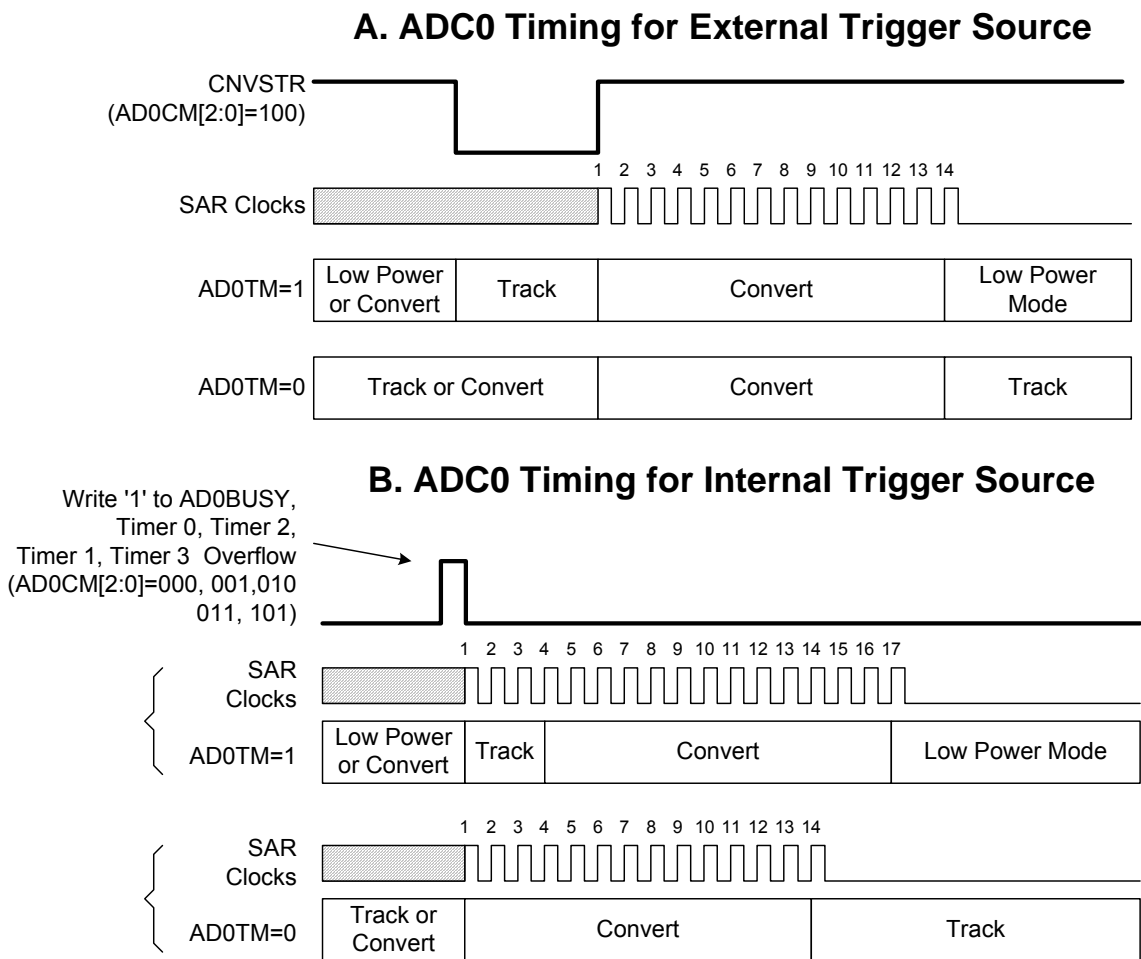 A. ADC0 Timing for External Trigger Source
CNVSTR
(AD0CM[2:0]=100)
1 2 3 4 5 6 7 8 9 10 11 12 13 14
SAR Clocks
AD0TM=1
Low Power
or Convert
Track
Convert
Low Power
Mode
AD0TM=0
Track or Convert
Convert
Track
B. ADC0 Timing for Internal Trigger Source
Write '1' to AD0BUSY,
Timer 0, Timer 2,
Timer 1, Timer 3 Overflow
(AD0CM[2:0]=000, 001,010
011, 101)
1 2 3 4 5 6 7 8 9 10 11 12 13 14 15 16 17
SAR
Clocks
AD0TM=1
Low Power
or Convert
Track
Convert
Low Power Mode
1 2 3 4 5 6 7 8 9 10 11 12 13 14
SAR
Clocks
AD0TM=0
Track or
Convert
Convert
Track